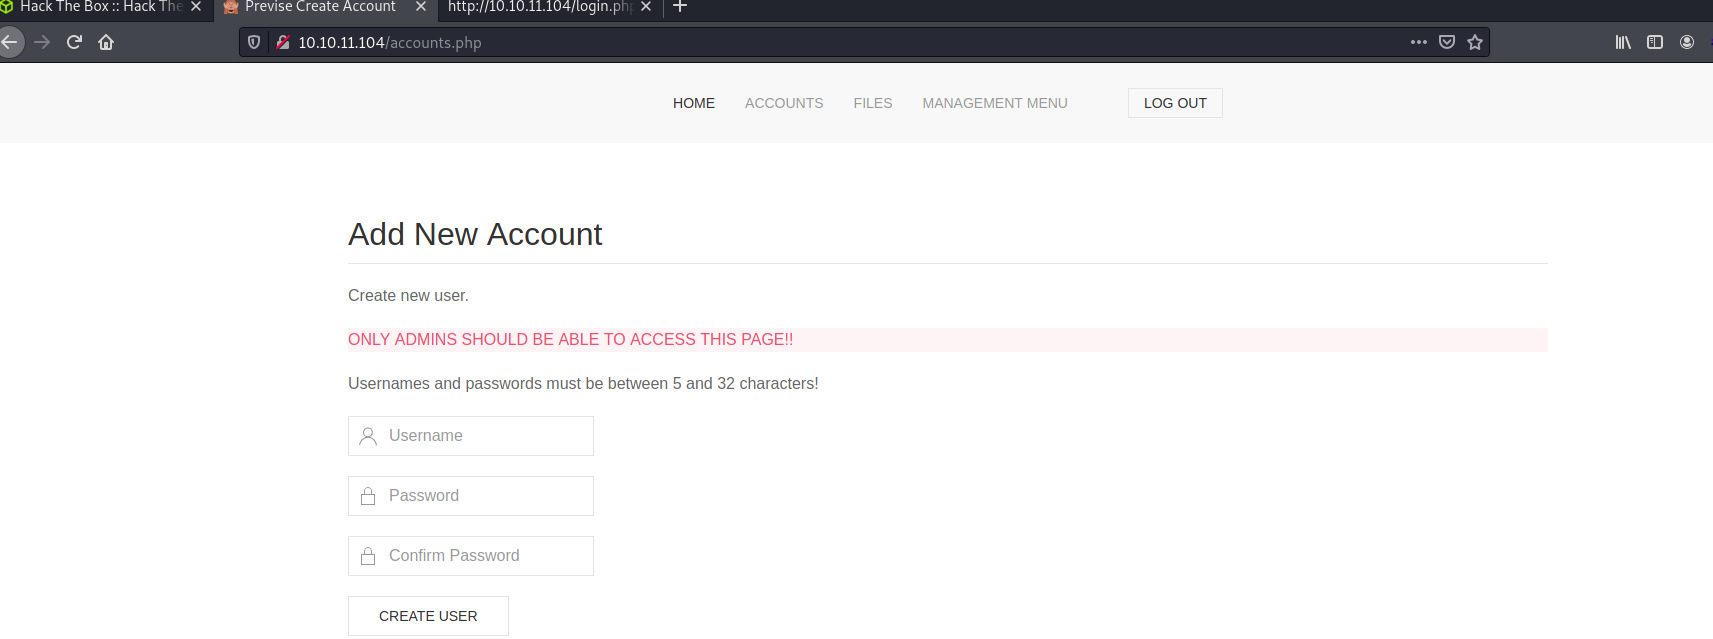 Hack The Box :: Hack The
Previse Create Account
http://10.10.11.104/login.php
10.10.11.104/accounts.php
HOME ACCOUNTS FILES MANAGEMENT MENU LOG OUT
Add New Account
Create new user.
ONLY ADMINS SHOULD BE ABLE TO ACCESS THIS PAGE!!
Usernames and passwords must be between 5 and 32 characters!
Username
Password
Confirm Password
CREATE USER